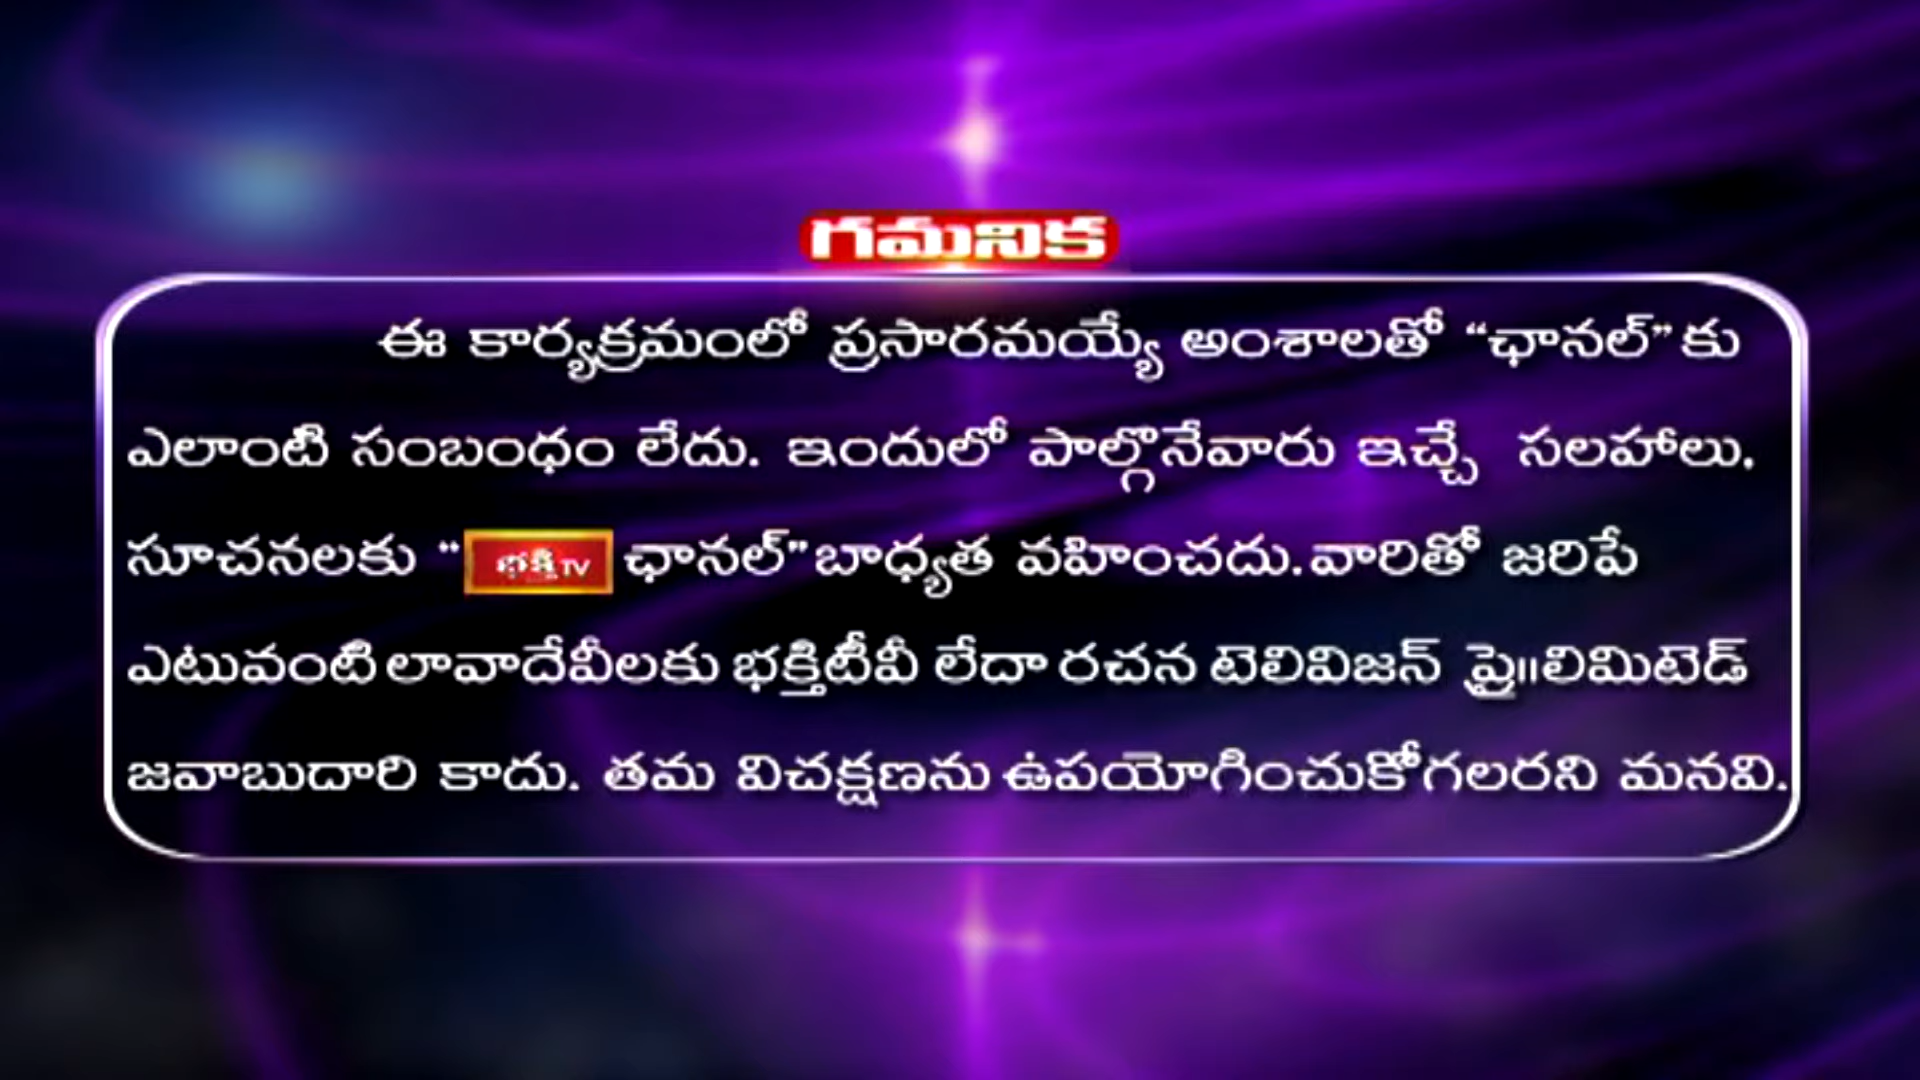 గమనిక
ఈ కార్యక్రమంలో ప్రసారమయ్యే అంశాలతో “ఛానల్” కు
ఎలాంటి సంబంధం లేదు. ఇందులో పాల్గొనేవారు ఇచ్చే సలహాలు.
సూచనలకు “ భక్తి TV ఛానల్” బాధ్యత వహించదు. వారితో జరిపే
ఎటువంటి లావాదేవీలకు భక్తిటీవీ లేదా రచన టెలివిజన్ ప్రై॥లిమిటెడ్
జవాబుదారి కాదు. తమ విచక్షణను ఉపయోగించుకోగలరని మనవి.